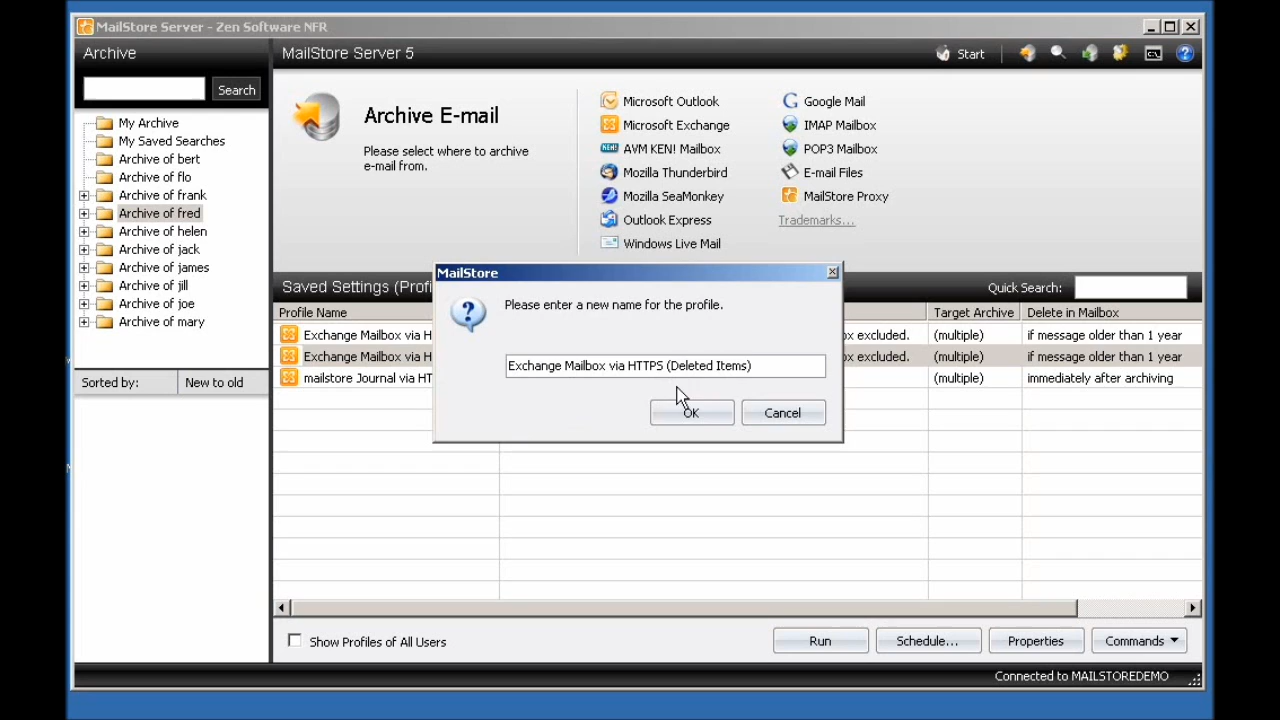 MailStore Server - Zen Software NFR
Archive
MailStore Server 5
Start
Search
Archive E-mail
Please select where to archive
e-mail from.
Microsoft Outlook
Microsoft Exchange
AVM KEN! Mailbox
Mozilla Thunderbird
Mozilla SeaMonkey
Outlook Express
Windows Live Mail
Google Mail
IMAP Mailbox
POP3 Mailbox
E-mail Files
MailStore Proxy
Trademarks...
My Archive
My Saved Searches
Archive of bert
Archive of flo
Archive of frank
Archive of fred
Archive of helen
Archive of jack
Archive of james
Archive of jill
Archive of joe
Archive of mary
Sorted by:
New to old
MailStore
Please enter a new name for the profile.
Exchange Mailbox via HTTPS (Deleted Items)
OK
Cancel
Saved Settings (Profi
Quick Search:
Profile Name
Target Archive
Delete in Mailbox
Exchange Mailbox via H
ox excluded.
(multiple)
if message older than 1 year
Exchange Mailbox via H
ox excluded.
(multiple)
if message older than 1 year
mailstore Journal via HT
(multiple)
immediately after archiving
Show Profiles of All Users
Run
Schedule...
Properties
Commands
Connected to MAILSTOREDEMO